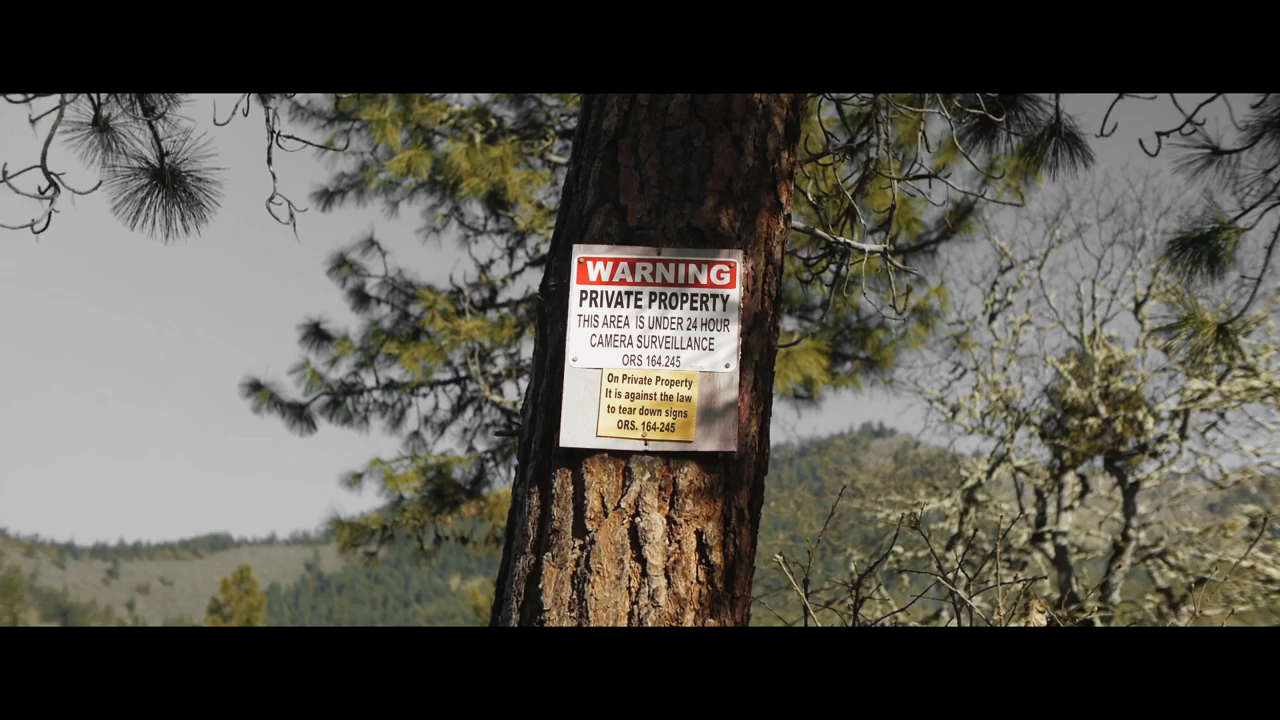 WARNING
PRIVATE PROPERTY
THIS AREA IS UNDER 24 HOUR
CAMERA SURVEILLANCE
ORS 164.245
On Private Property
It is against the law
to tear down signs
ORS. 164-245